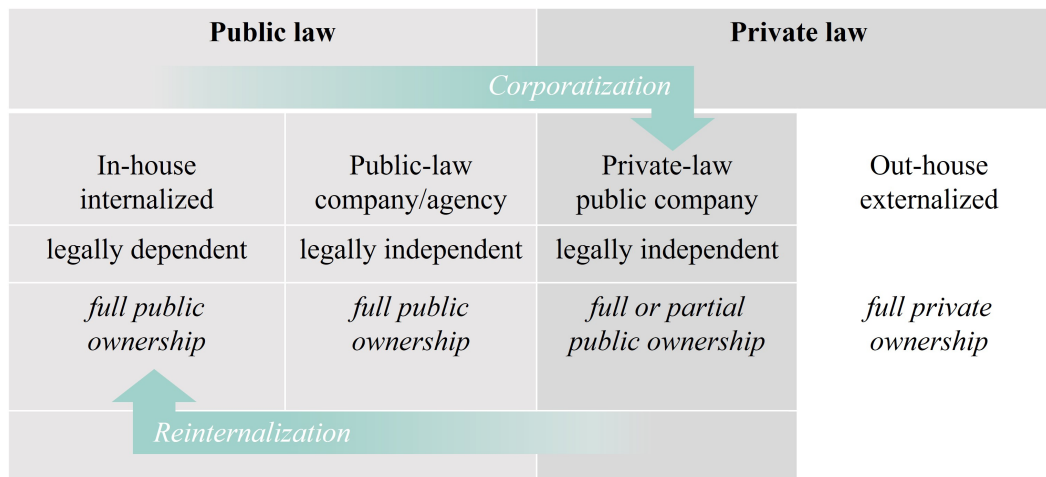 Public law
Private law
Corporatization
In-house
internalized
Public-law
company/agency
Private-law
public company
Out-house
externalized
legally dependent
legally independent
legally independent
full public
ownership
full public
ownership
full or partial
public ownership
full private
ownership
Reinternalization